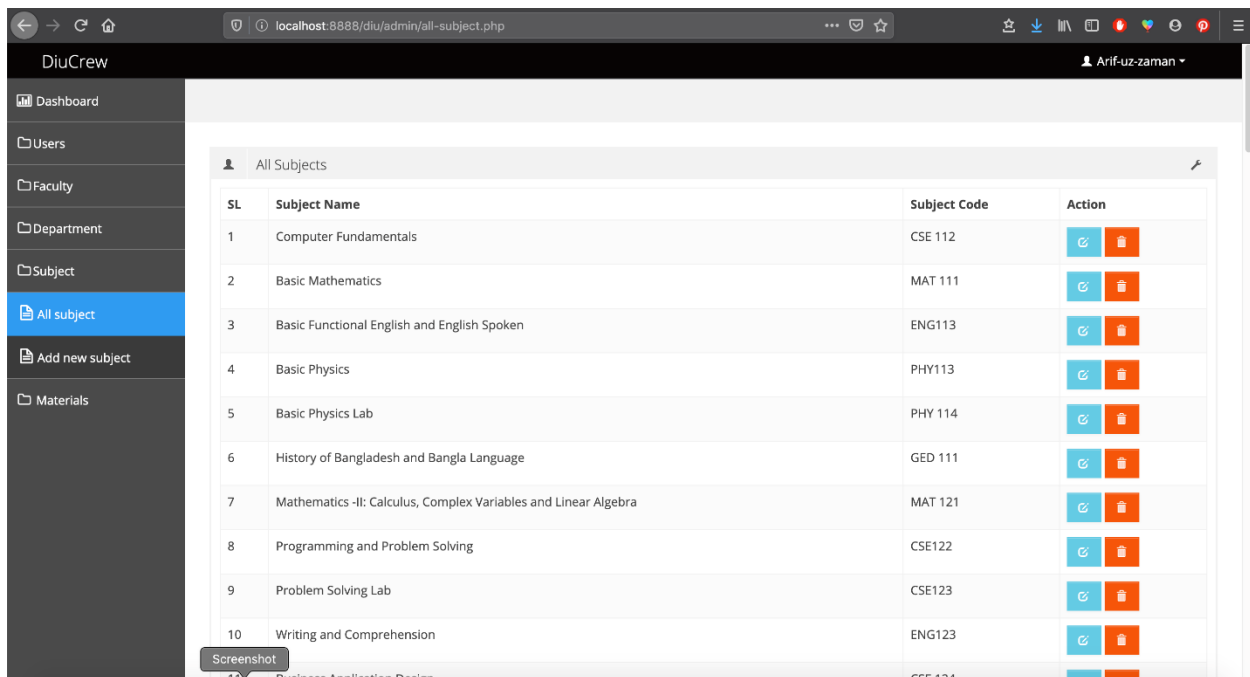 localhost:8888/diu/admin/all-subject.php
DiuCrew
Arif-uz-zaman
Dashboard
Users
Faculty
Department
Subject
All subject
Add new subject
Materials
All Subjects
SL Subject Name Subject Code Action
1 Computer Fundamentals CSE 112
2 Basic Mathematics MAT 111
3 Basic Functional English and English Spoken ENG113
4 Basic Physics PHY113
5 Basic Physics Lab PHY 114
6 History of Bangladesh and Bangla Language GED 111
7 Mathematics -II: Calculus, Complex Variables and Linear Algebra MAT 121
8 Programming and Problem Solving CSE122
9 Problem Solving Lab CSE123
10 Writing and Comprehension ENG123
Screenshot
Business Application Design